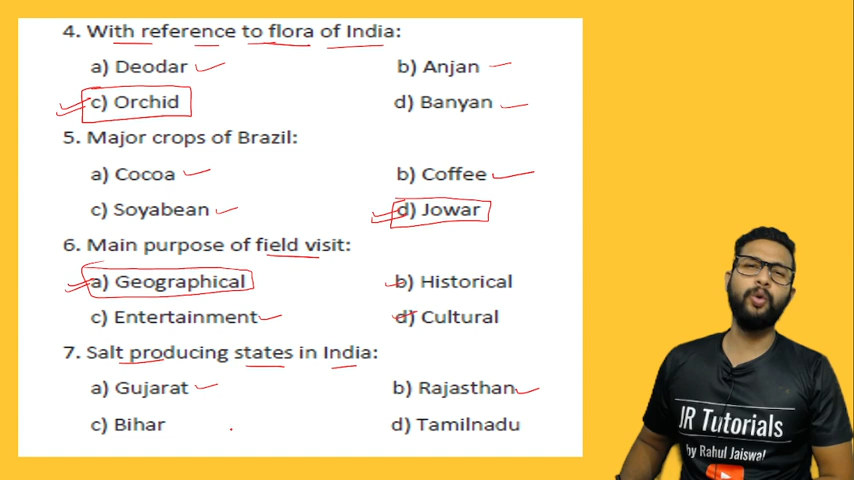 4. With reference to flora of India:
a) Deodar b) Anjan
c) Orchid d) Banyan
5. Major crops of Brazil:
a) Cocoa b) Coffee
c) Soyabean d) Jowar
6. Main purpose of field visit:
a) Geographical b) Historical
c) Entertainment d) Cultural
7. Salt producing states in India:
a) Gujarat b) Rajasthan
c) Bihar d) Tamilnadu
JR Tutorials
by Rahul Jaiswal